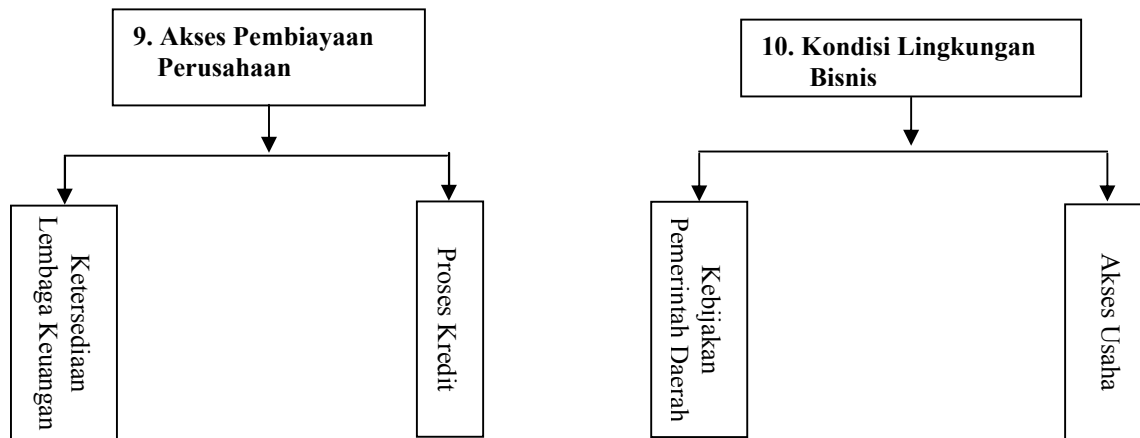 9. Akses Pembiayaan
Perusahaan
10. Kondisi Lingkungan
Bisnis
Ketersediaan
Lembaga Keuangan
Proses Kredit
Kebijakan
Pemerintah Daerah
Akses Usaha